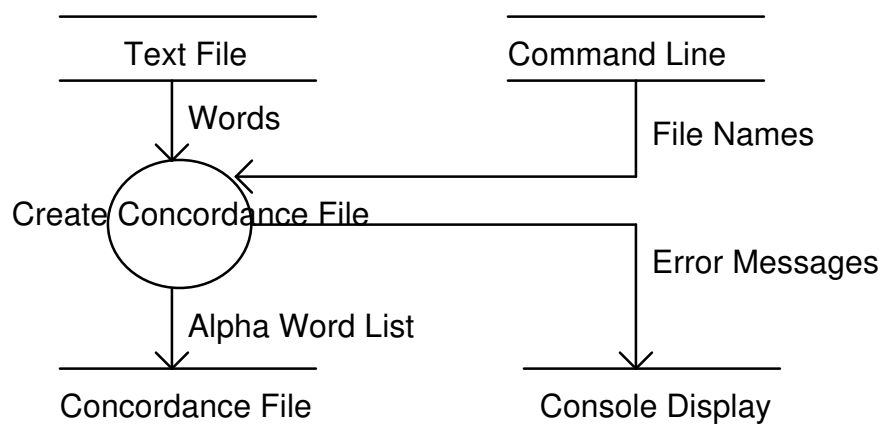 Text File
Command Line
Words
File Names
Create Concordance File
Error Messages
Alpha Word List
Concordance File
Console Display